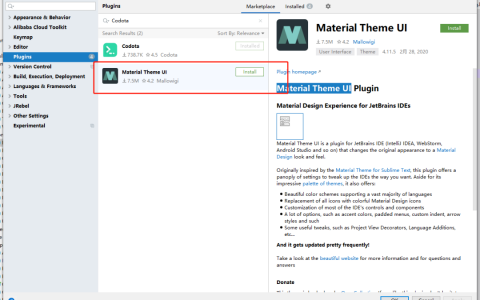 Plugins
Marketplace
Installed
Appearance & Behavior
Alibaba Cloud Toolkit
Keymap
Editor
Plugins
Version Control
Build, Execution, Deployment
Languages & Frameworks
Tools
JRebel
Other Settings
Experimental
Codota
Search Results (2)
Sort By: Relevance
Codota
738.7K 4.5 Codota
Installed
Material Theme UI
7.5M 4.2 Mallowigi
Install
Material Theme UI
Install
7.5M 4.2 Mallowigi
User Interface Theme 4.11.5 2月 28, 2020
Plugin homepage
Material Theme UI Plugin
Material Design Experience for JetBrains IDEs
Material Theme UI is a plugin for JetBrains IDE (IntelliJ IDEA, WebStorm,
Android Studio and so on) that changes the original appearance to a Material
Design look and feel.
Originally inspired by the Material Theme for Sublime Text, this plugin offers a
panoply of settings to tweak up the IDEs the way you want. Aside for its
impressive palette of themes, it also offers:
Beautiful color schemes supporting a vast majority of languages
Replacement of all icons with colorful Material Design icons
Customization of most of the IDE's controls and components
A lot of options, such as accent colors, padded menus, custom indent, arrow
styles and such
Some useful tweaks, such as Project View Decorators, Language Additions,
etc...
And it gets updated pretty frequently!
Take a look at the beautiful website for more information and for questions and
answers
Donate